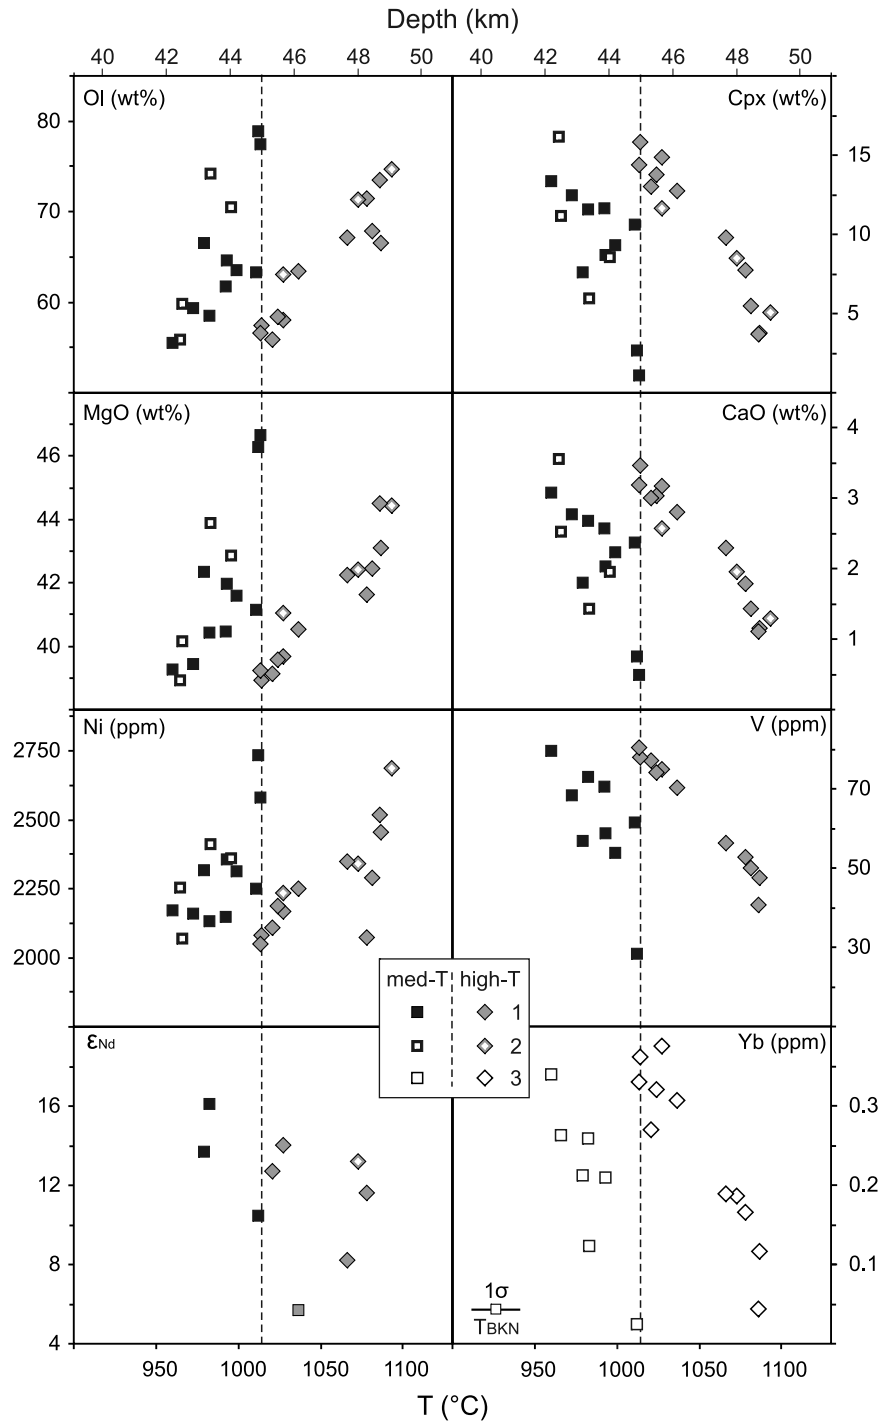 Depth (km)
40 42 44 46 48 50 40 42 44 46 48 50
Ol (wt%) Cpx (wt%)
80
70
60
15
10
5
MgO (wt%) CaO (wt%)
46
44
42
40
4
3
2
1
Ni (ppm) V (ppm)
2750
2500
2250
2000
70
50
30
med-T high-T
1
2
3
εNd Yb (ppm)
16
12
8
4
0.3
0.2
0.1
1σ
TBKN
950 1000 1050 1100 950 1000 1050 1100
T (°C)